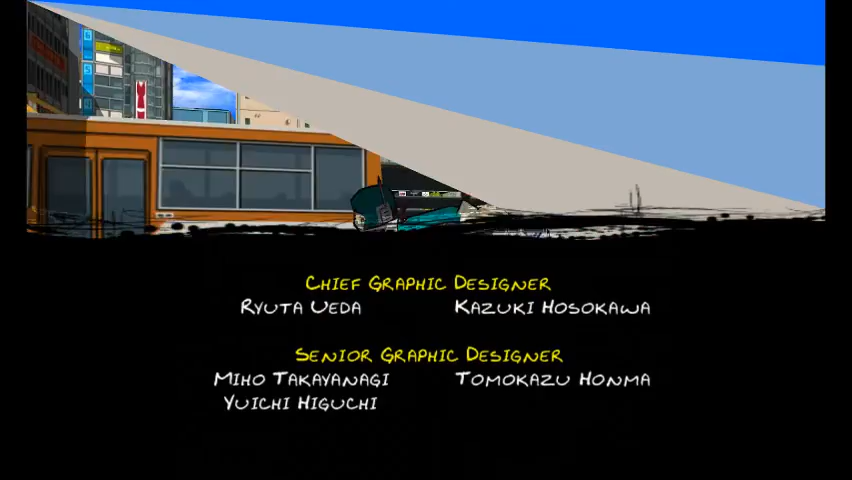 CHIEF GRAPHIC DESIGNER
RYUTA UEDA KAZUKI HOSOKAWA
SENIOR GRAPHIC DESIGNER
MIHO TAKAYANAGI TOMOKAZU HONMA
YUICHI HIGUCHI